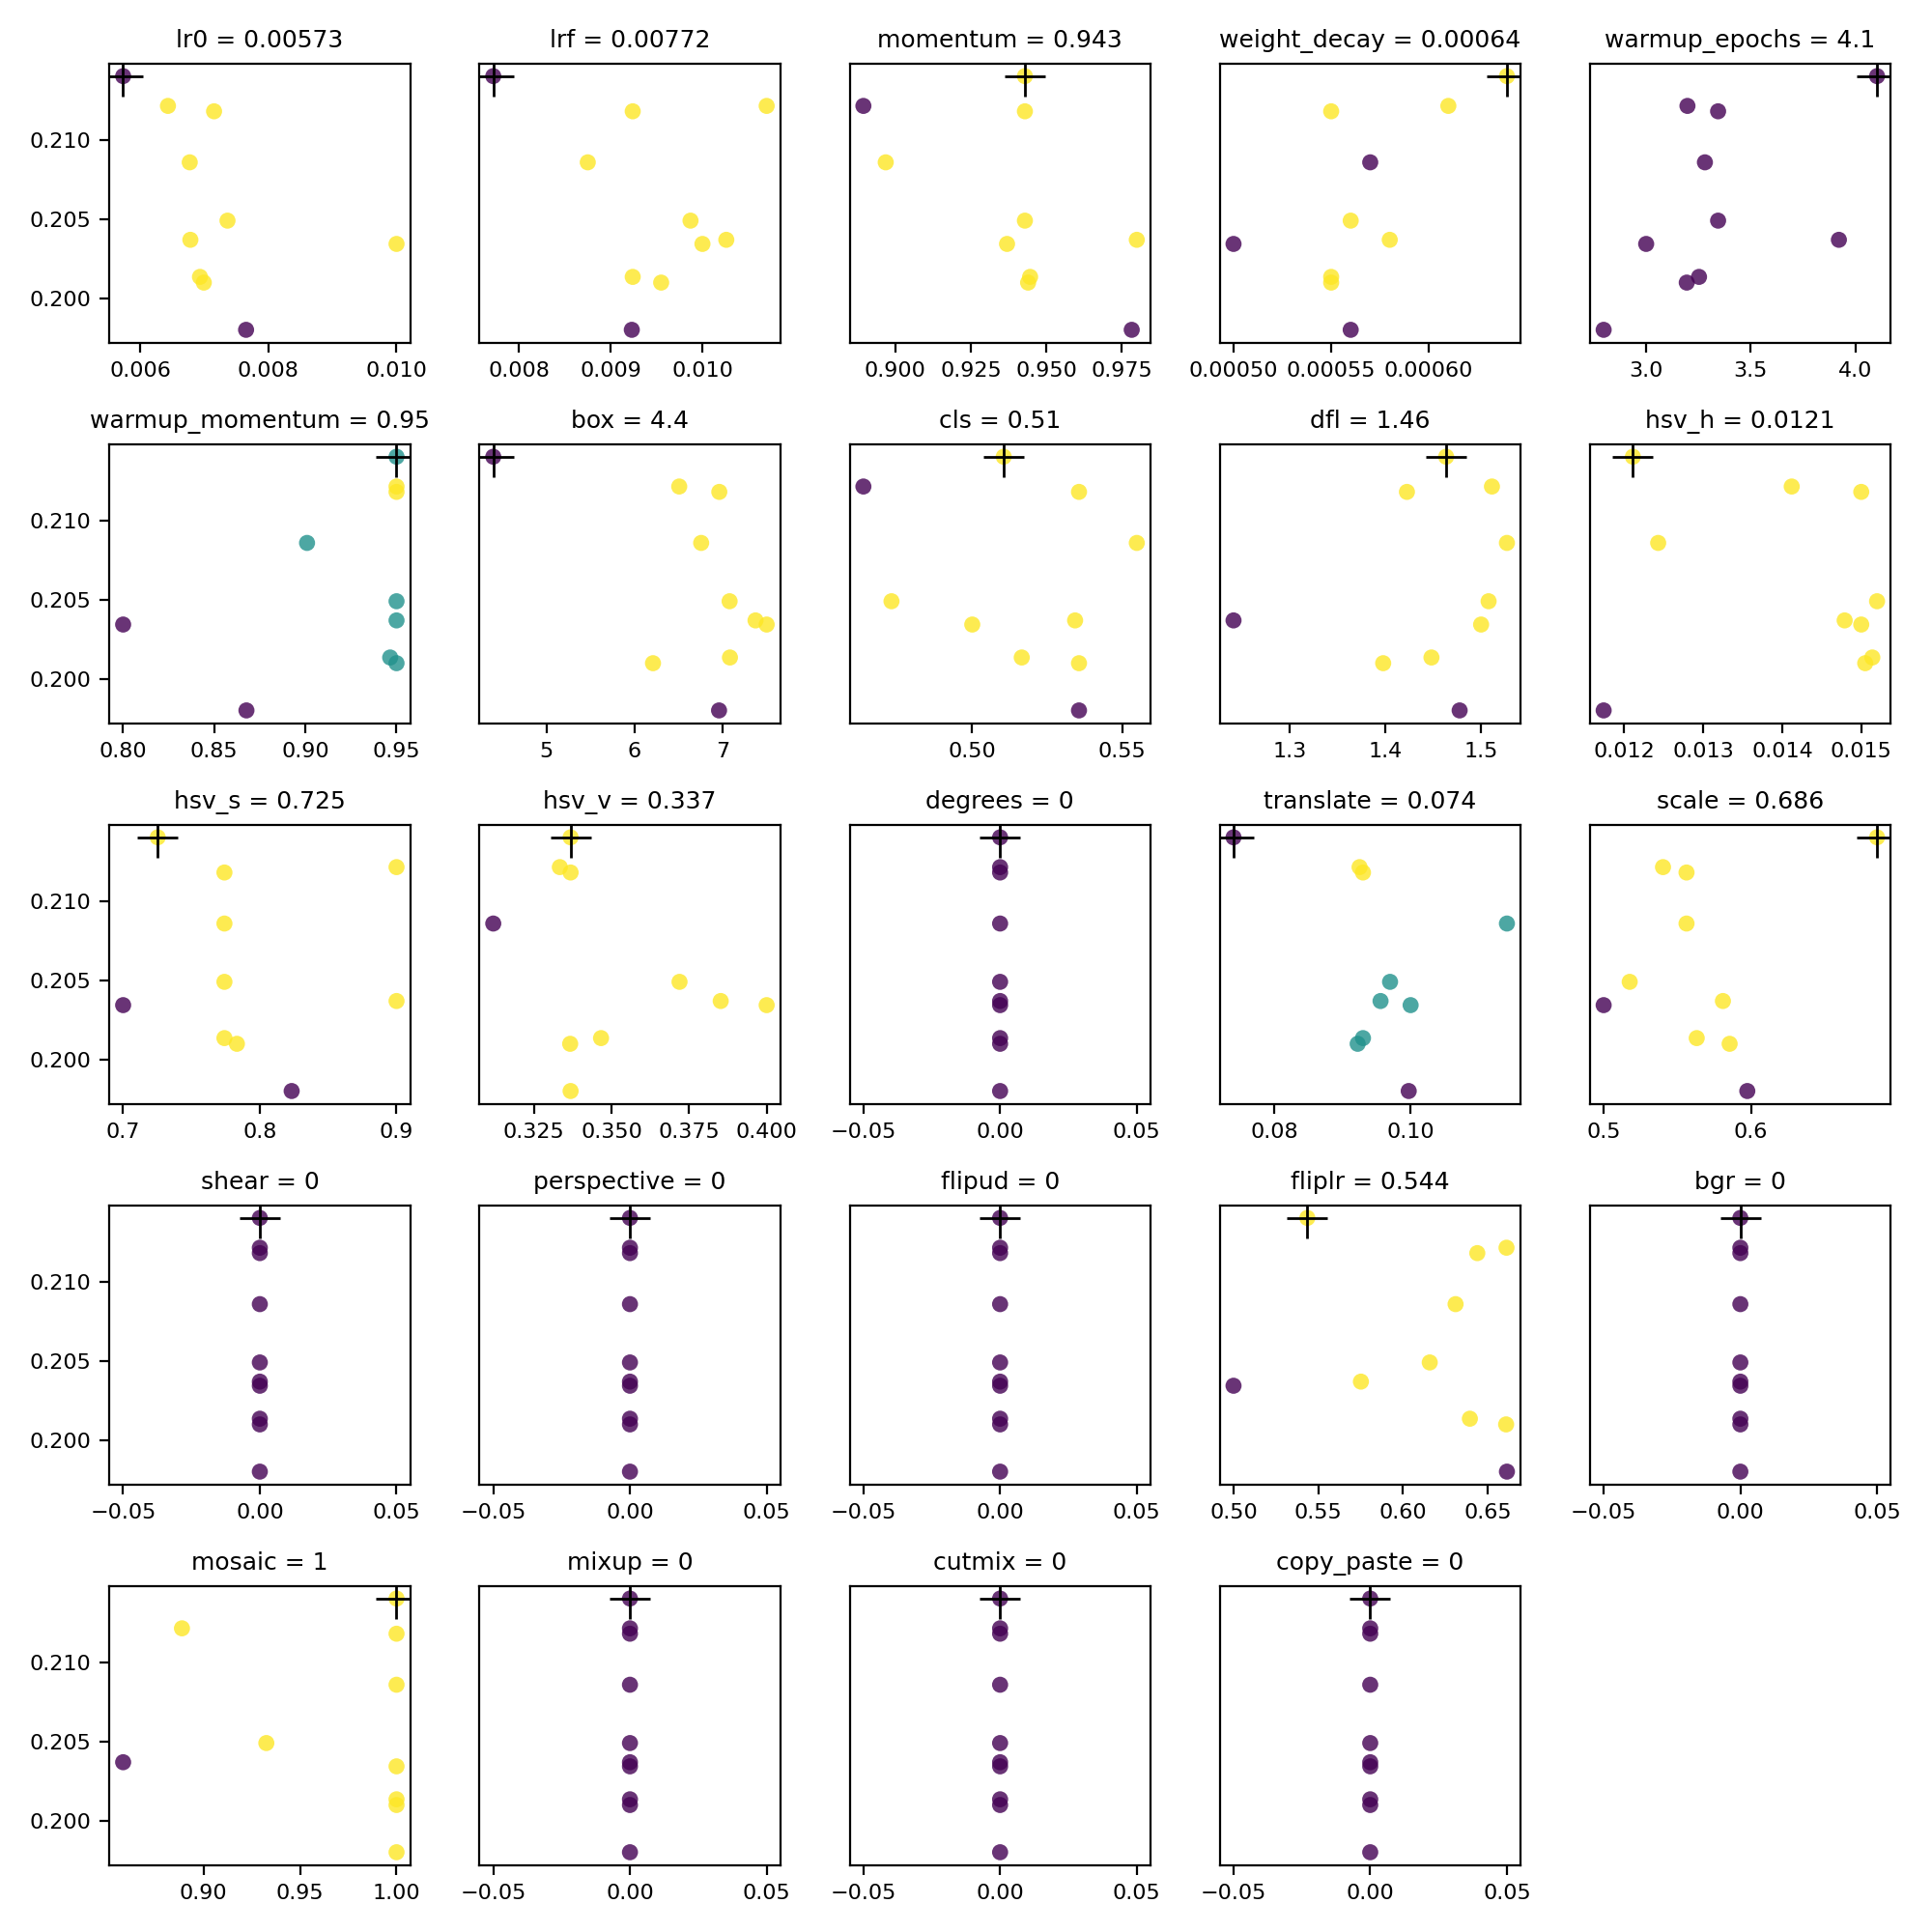 lr0 = 0.00573 lrf = 0.00772 momentum = 0.943 weight_decay = 0.00064 warmup_epochs = 4.1
0.210
0.205
0.200
0.006 0.008 0.010 0.008 0.009 0.010 0.900 0.925 0.950 0.975 0.00050 0.00055 0.00060 3.0 3.5 4.0
warmup_momentum = 0.95 box = 4.4 cls = 0.51 dfl = 1.46 hsv_h = 0.0121
0.210
0.205
0.200
0.80 0.85 0.90 0.95 5 6 7 0.50 0.55 1.3 1.4 1.5 0.012 0.013 0.014 0.015
hsv_s = 0.725 hsv_v = 0.337 degrees = 0 translate = 0.074 scale = 0.686
0.210
0.205
0.200
0.7 0.8 0.9 0.325 0.350 0.375 0.400 −0.05 0.00 0.05 0.08 0.10 0.5 0.6
shear = 0 perspective = 0 flipud = 0 fliplr = 0.544 bgr = 0
0.210
0.205
0.200
−0.05 0.00 0.05 −0.05 0.00 0.05 −0.05 0.00 0.05 0.50 0.55 0.60 0.65 −0.05 0.00 0.05
mosaic = 1 mixup = 0 cutmix = 0 copy_paste = 0
0.210
0.205
0.200
0.90 0.95 1.00 −0.05 0.00 0.05 −0.05 0.00 0.05 −0.05 0.00 0.05